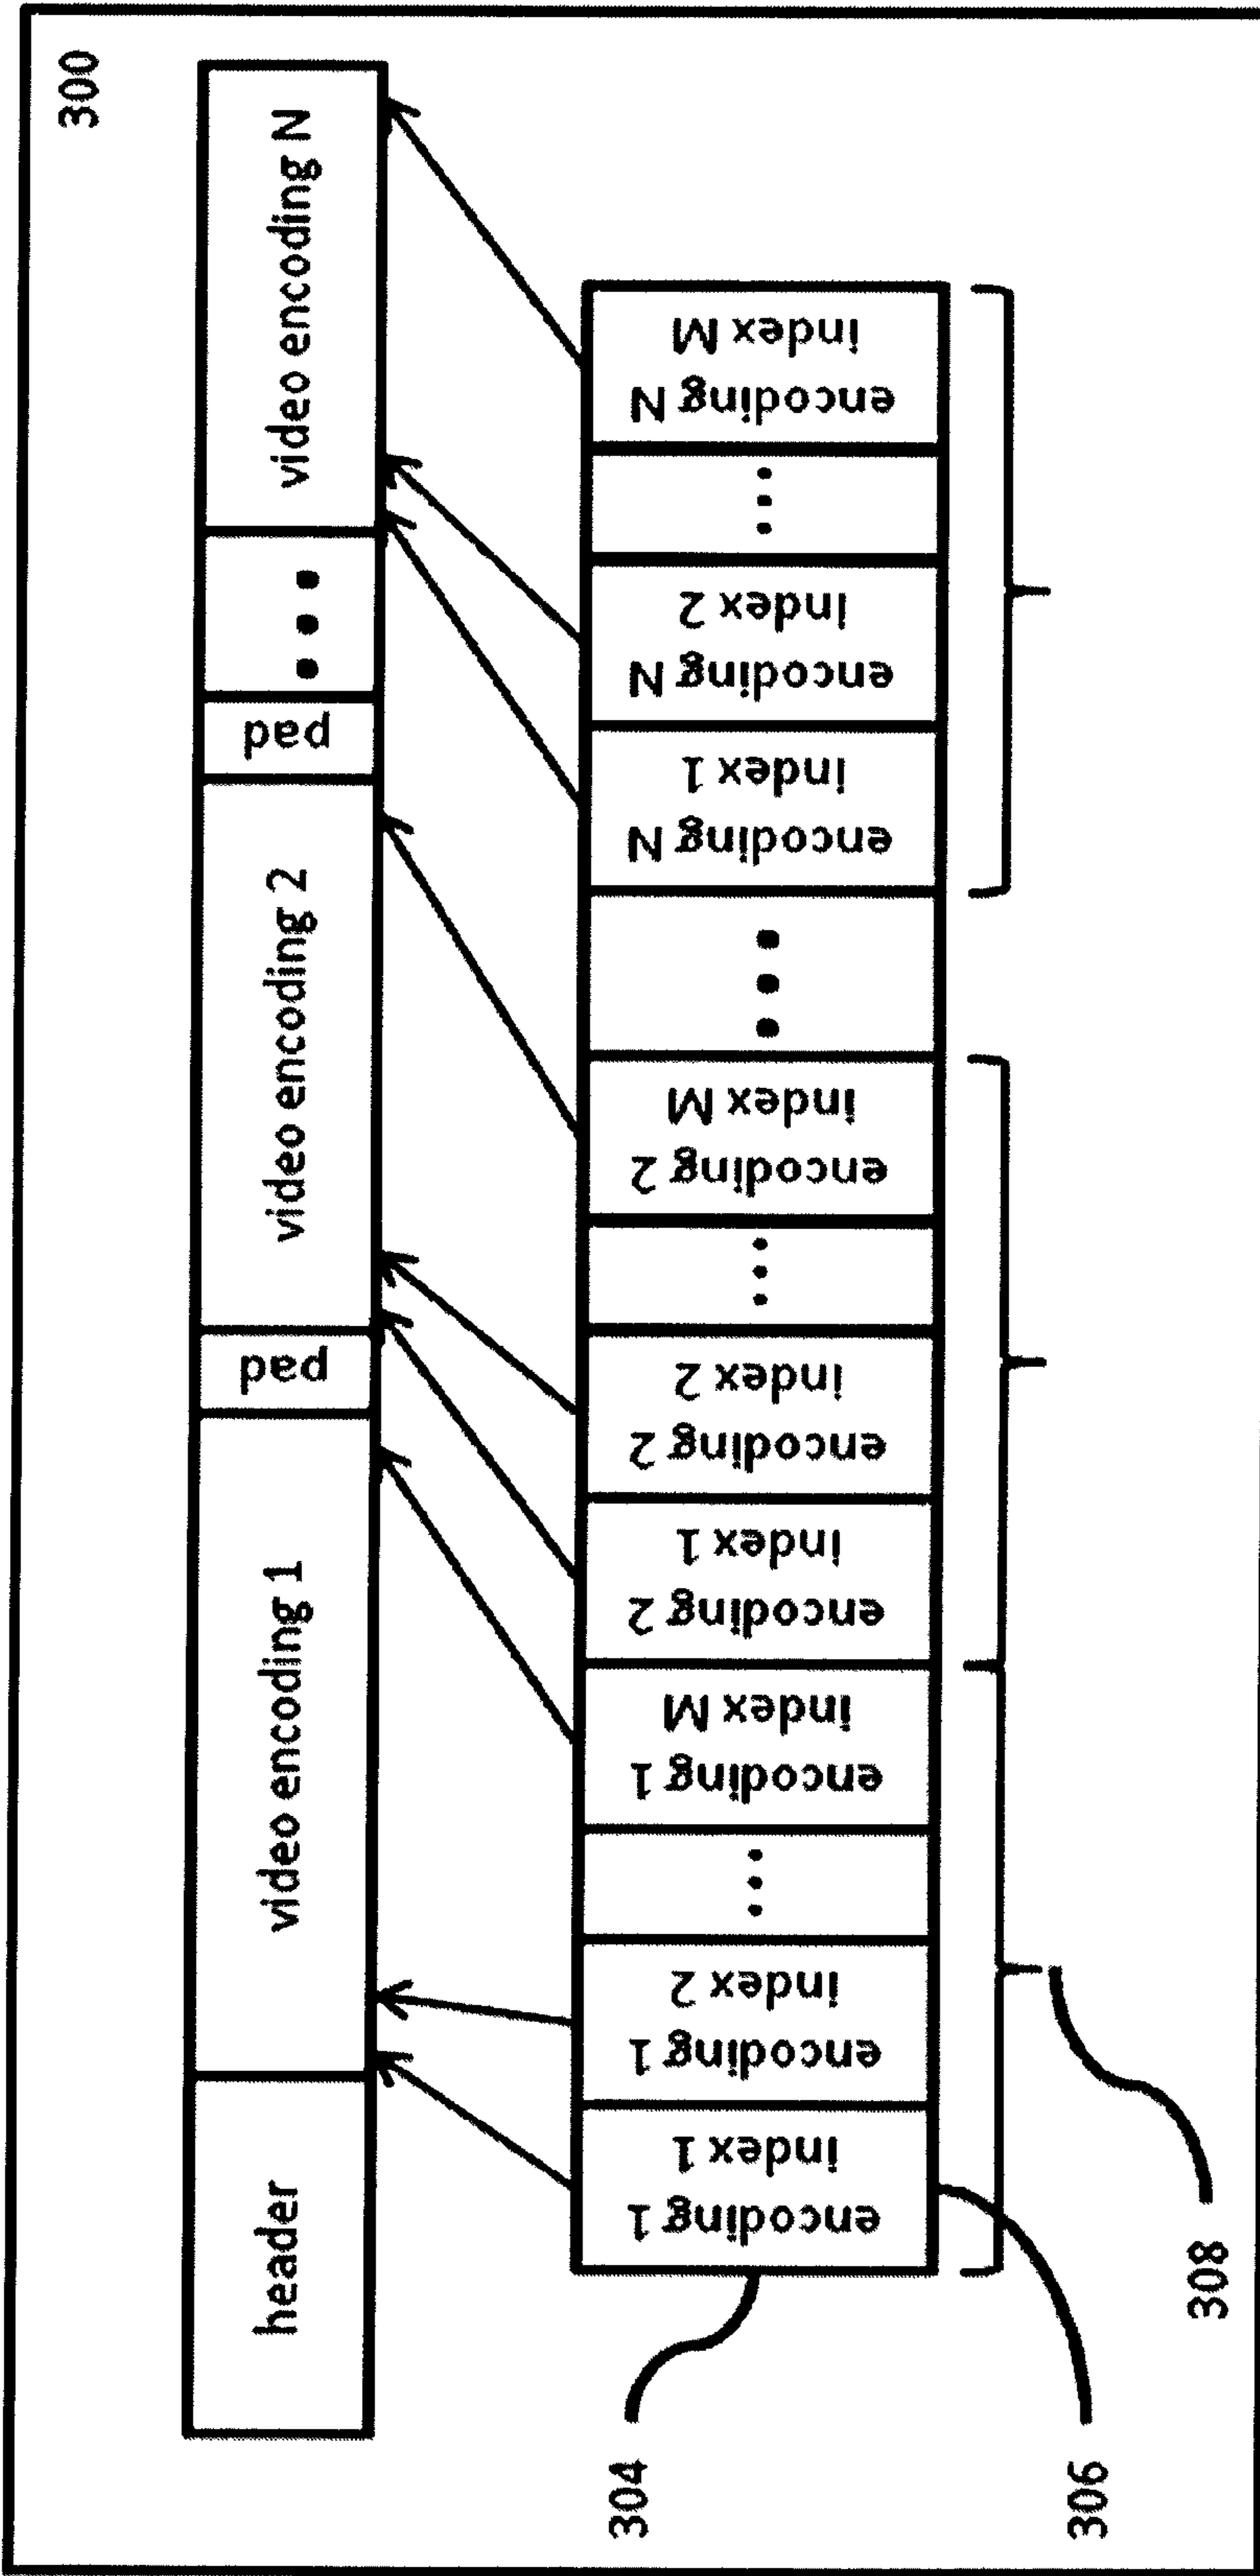 300
header
video encoding 1
pad
video encoding 2
pad
...
video encoding N
304
encoding 1
index 1
encoding 1
index 2
...
encoding 1
index M
encoding 2
index 1
encoding 2
index 2
...
encoding 2
index M
...
encoding N
index 1
encoding N
index 2
...
encoding N
index M
306
308